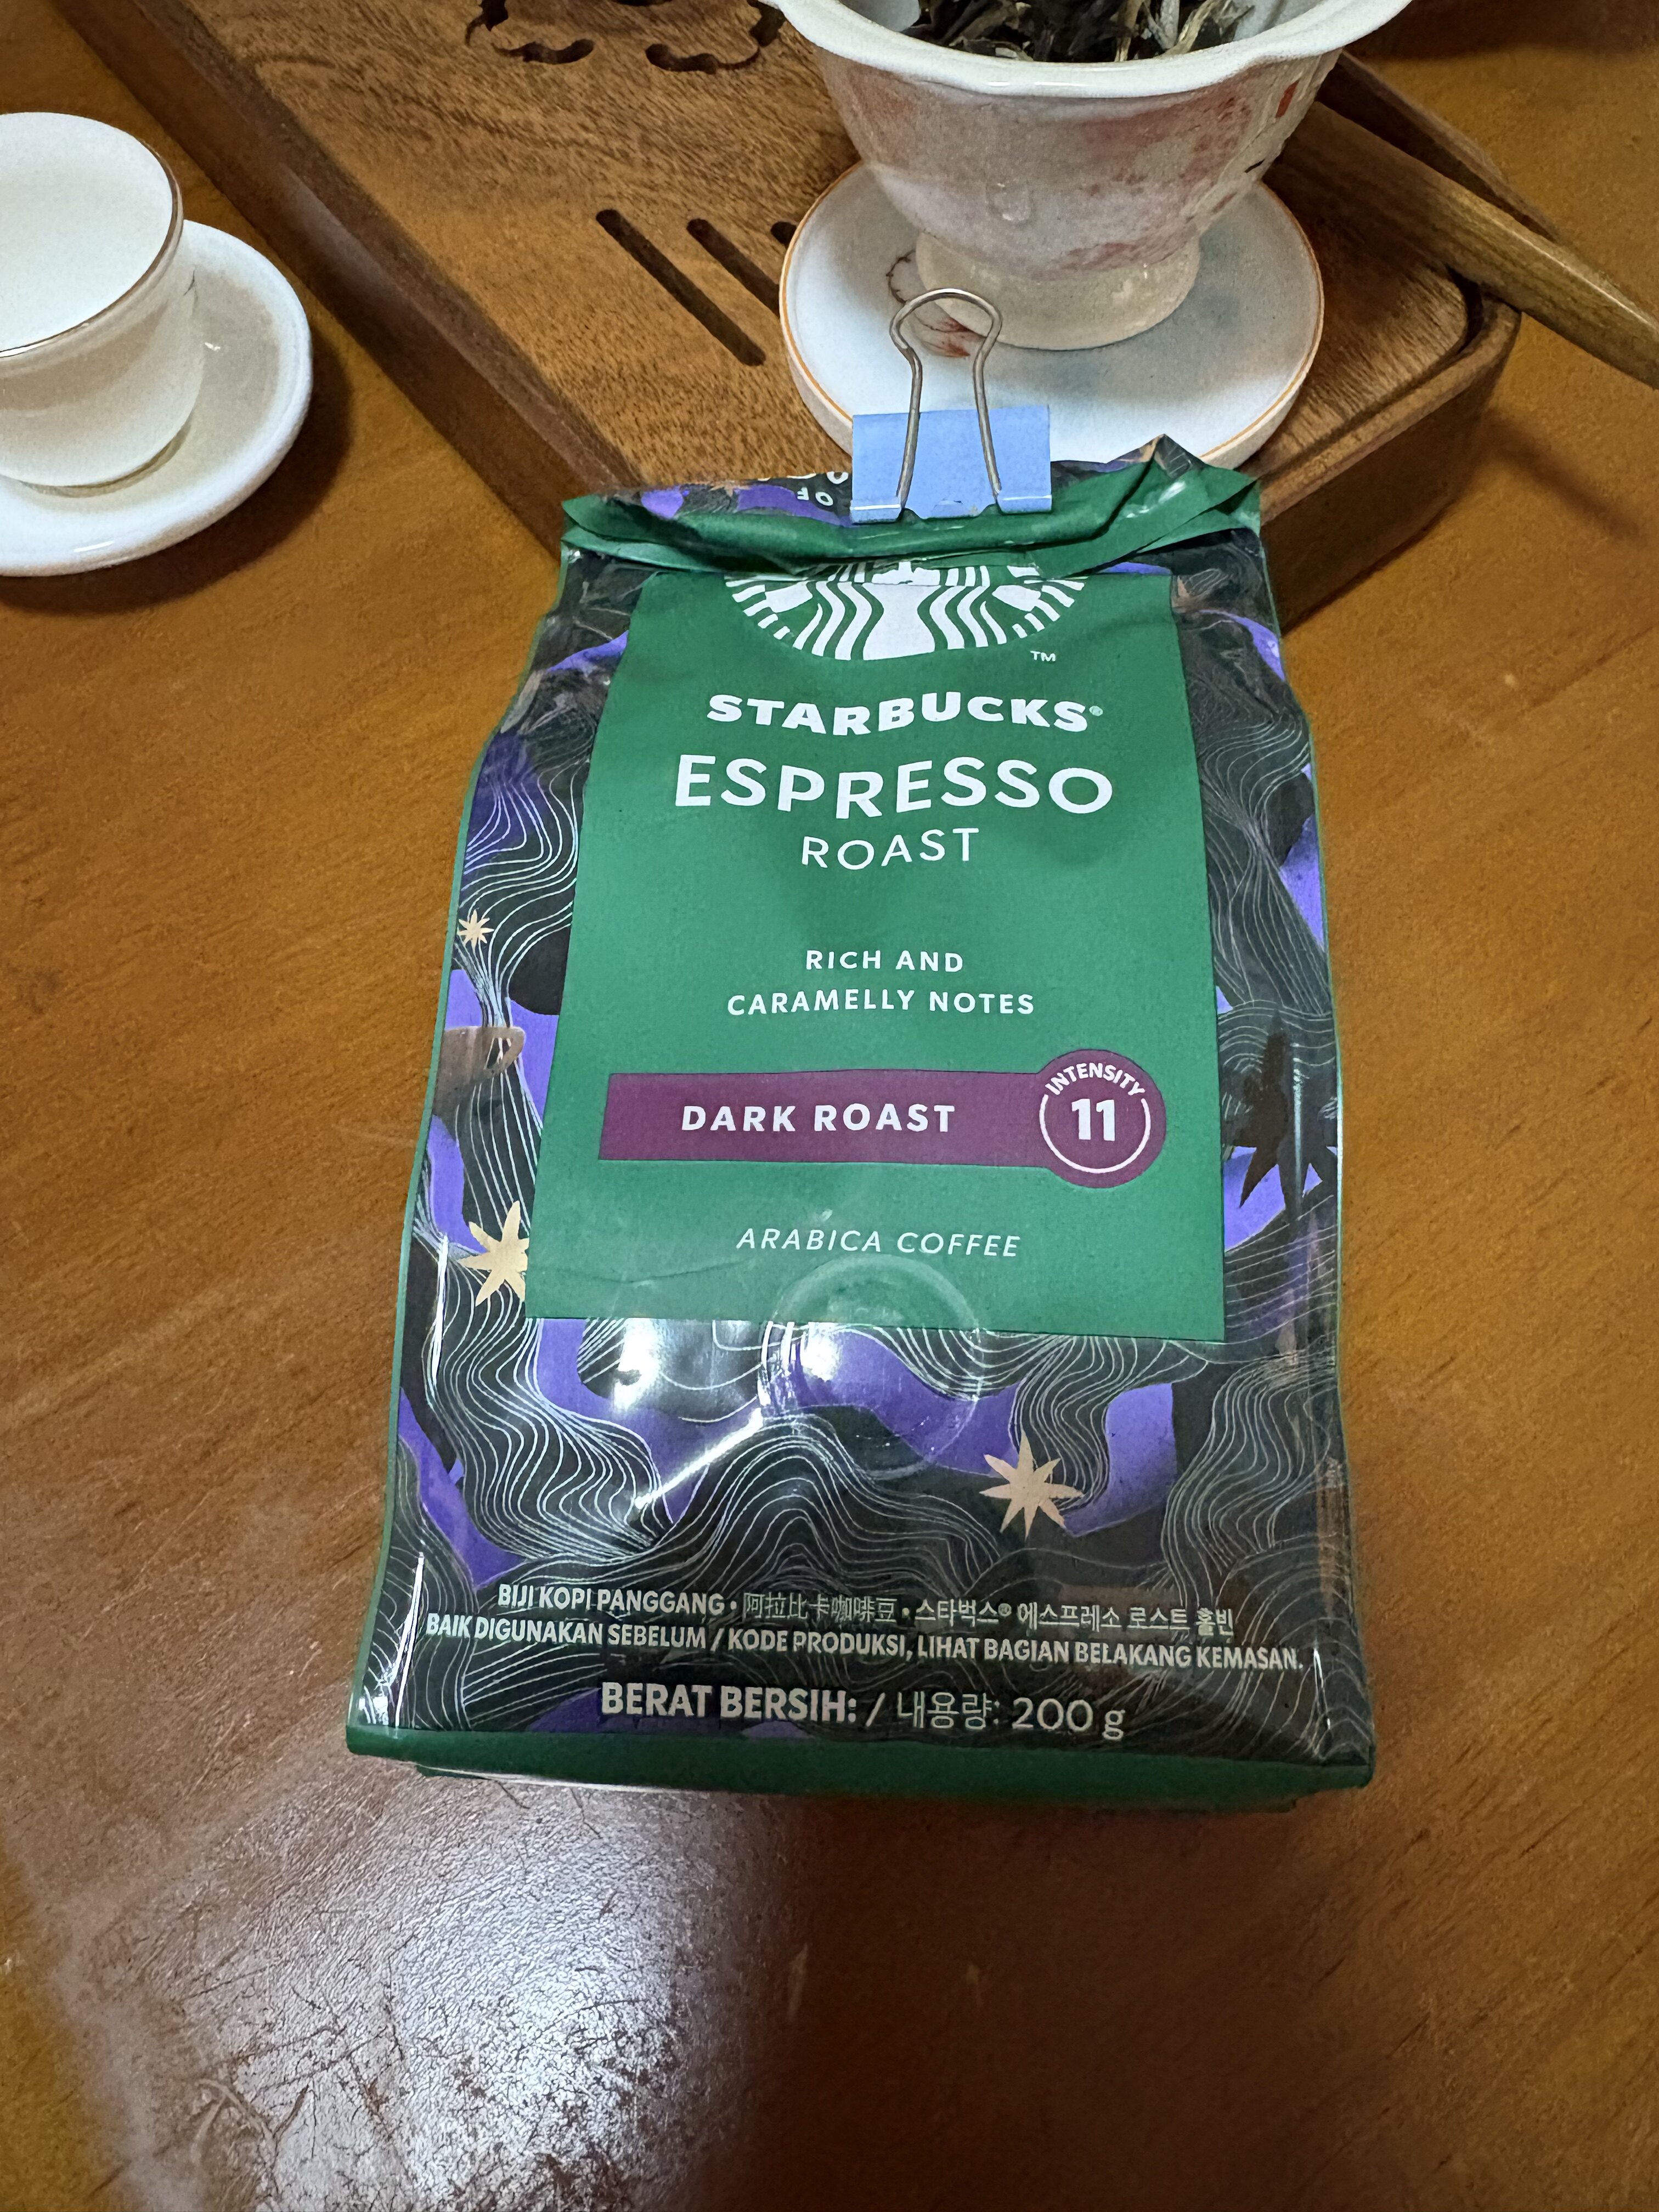 OF
TM
STARBUCKS®
ESPRESSO
ROAST
RICH AND
CARAMELLY NOTES
DARK ROAST
INTENSITY
11
ARABICA COFFEE
BIJI KOPI PANGGANG • 阿拉比卡咖啡豆 • 스타벅스® 에스프레소 로스트 홀빈
BAIK DIGUNAKAN SEBELUM / KODE PRODUKSI, LIHAT BAGIAN BELAKANG KEMASAN.
BERAT BERSIH: / 내용량: 200 g